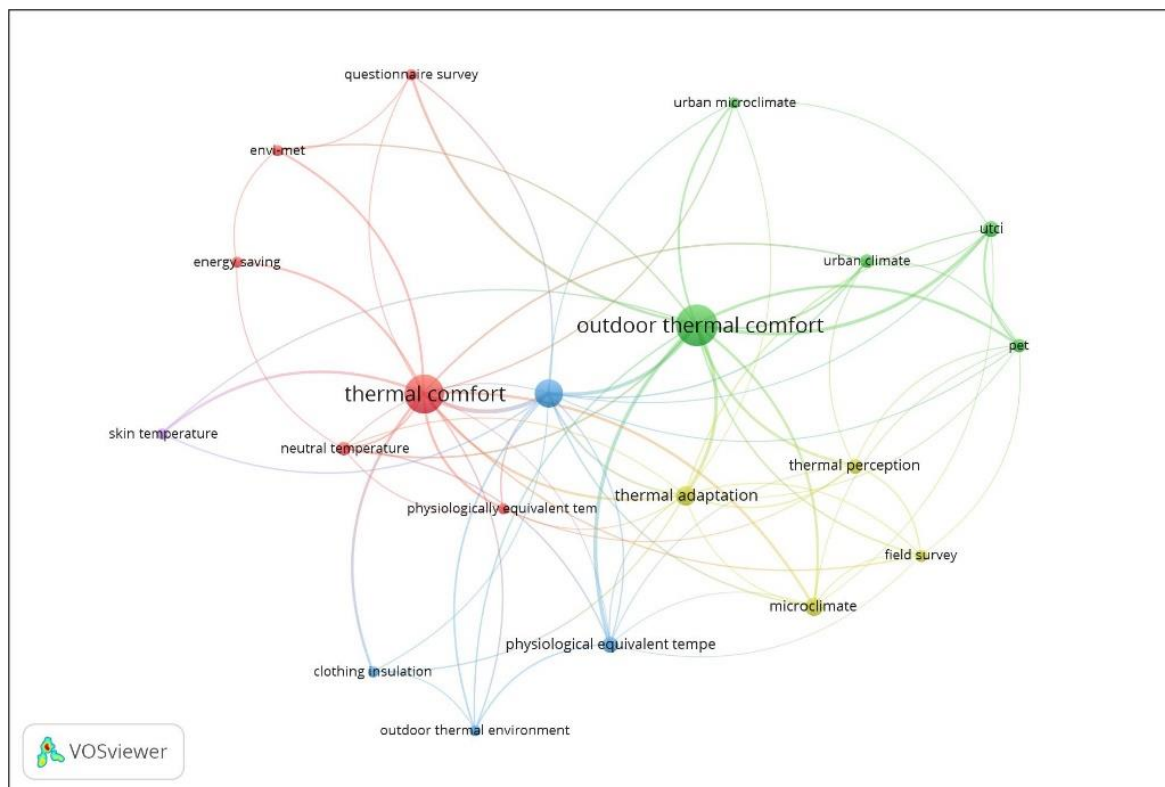 questionnaire survey
urban microclimate
envi-met
utci
urban climate
energy saving
outdoor thermal comfort
pet
thermal comfort
skin temperature
neutral temperature
thermal perception
thermal adaptation
physiologically equivalent tem
field survey
microclimate
physiological equivalent tempe
clothing insulation
outdoor thermal environment
VOSviewer